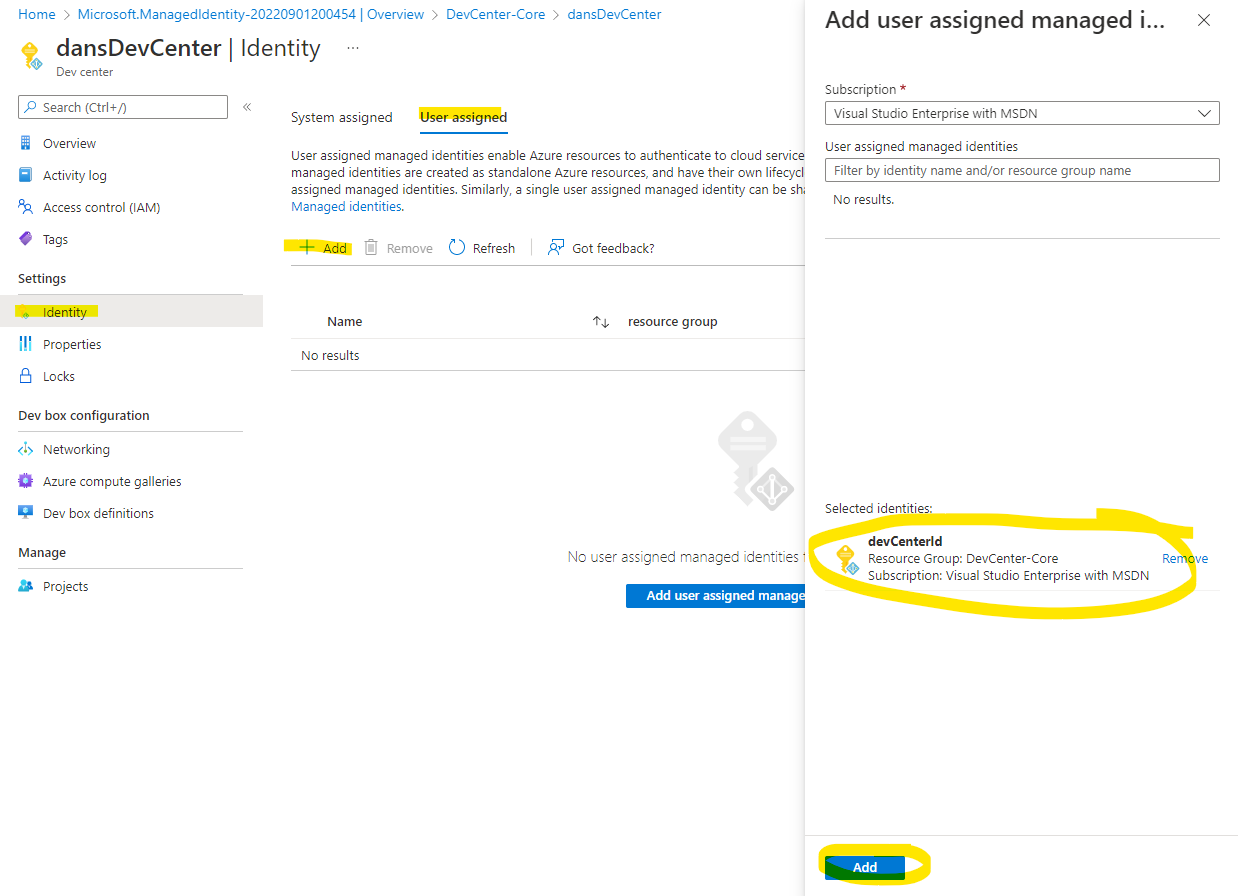 Home > Microsoft.ManagedIdentity-20220901200454 | Overview > DevCenter-Core > dansDevCenter
dansDevCenter | Identity ...
Dev center
Search (Ctrl+/)
«
Overview
Activity log
Access control (IAM)
Tags
Settings
Identity
Properties
Locks
Dev box configuration
Networking
Azure compute galleries
Dev box definitions
Manage
Projects
System assigned
User assigned
User assigned managed identities enable Azure resources to authenticate to cloud service
managed identities are created as standalone Azure resources, and have their own lifecycl
assigned managed identities. Similarly, a single user assigned managed identity can be sha
Managed identities.
Add
Remove
Refresh
Got feedback?
Name
resource group
No results
No user assigned managed identities
Add user assigned manage
Add user assigned managed i...
Subscription *
Visual Studio Enterprise with MSDN
User assigned managed identities
Filter by identity name and/or resource group name
No results.
Selected identities:
devCenterId
Resource Group: DevCenter-Core
Subscription: Visual Studio Enterprise with MSDN
Remove
Add